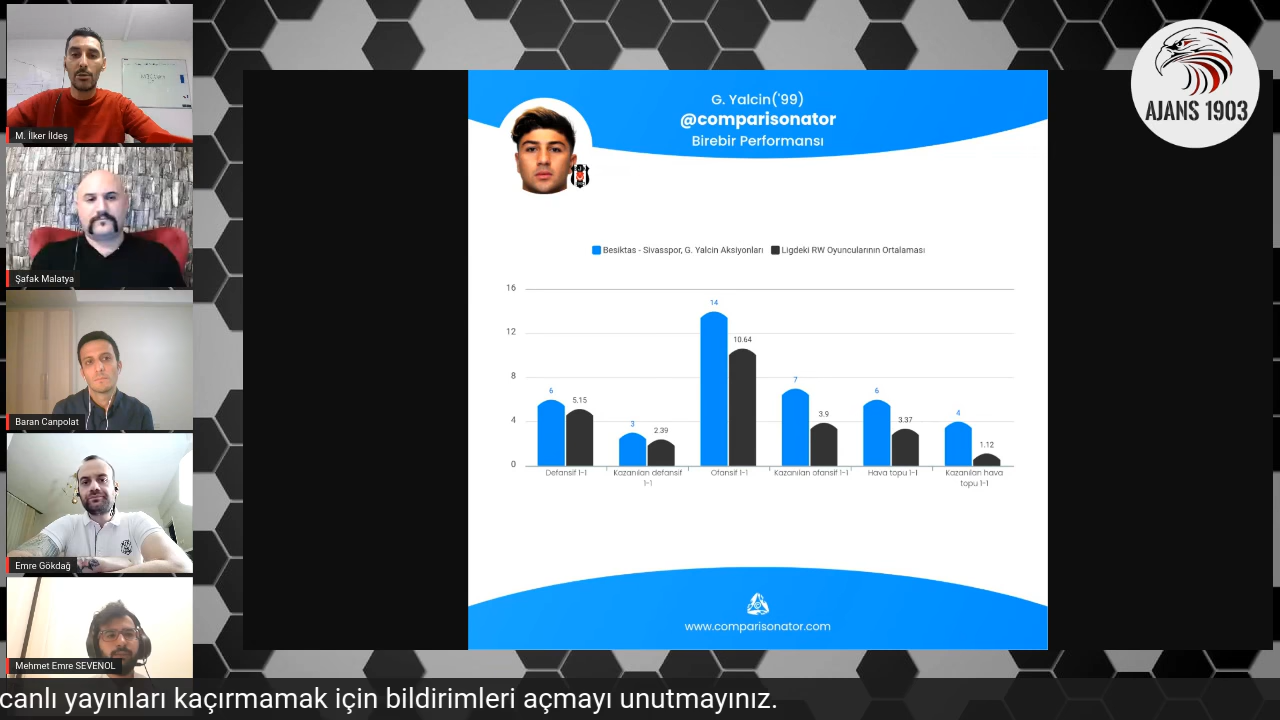 M. İlker İldeş
Şafak Malatya
Baran Canpolat
Emre Gökdağ
Mehmet Emre SEVENOL
G. Yalcin('99)
@comparisonator
Birebir Performansı
AJANS 1903
Besiktas - Sivasspor, G. Yalcin Aksiyonları
Ligdeki RW Oyuncularının Ortalaması
16
12
8
4
0
6
5.15
3
2.39
14
10.64
7
3.9
6
3.37
4
1.12
Defansif 1-1
Kazanılan defansif
1-1
Ofansif 1-1
Kazanılan ofansif 1-1
Hava topu 1-1
Kazanılan hava
topu 1-1
www.comparisonator.com
canlı yayınları kaçırmamak için bildirimleri açmayı unutmayınız.